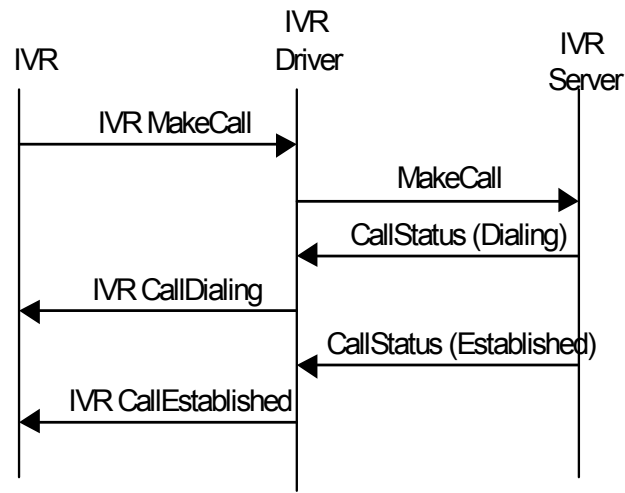 IVR
IVR
Driver
IVR
Server
IVR MakeCall
MakeCall
CallStatus (Dialing)
IVR CallDialing
CallStatus (Established)
IVR CallEstablished